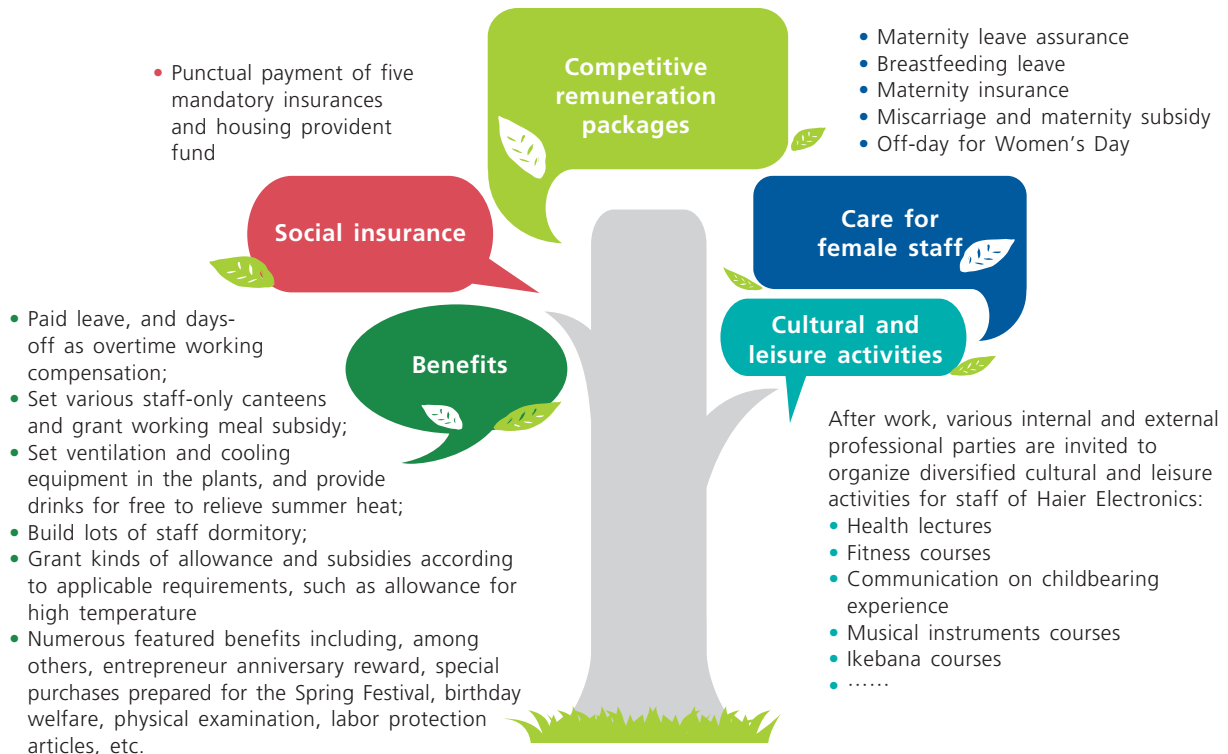 Competitive
remuneration
packages
• Punctual payment of five
mandatory insurances
and housing provident
fund
Social insurance
• Maternity leave assurance
• Breastfeeding leave
• Maternity insurance
• Miscarriage and maternity subsidy
• Off-day for Women's Day
Care for
female staff
• Paid leave, and days-
off as overtime working
compensation;
• Set various staff-only canteens
and grant working meal subsidy;
• Set ventilation and cooling
equipment in the plants, and provide
drinks for free to relieve summer heat;
• Build lots of staff dormitory;
• Grant kinds of allowance and subsidies according
to applicable requirements, such as allowance for
high temperature
• Numerous featured benefits including, among
others, entrepreneur anniversary reward, special
purchases prepared for the Spring Festival, birthday
welfare, physical examination, labor protection
articles, etc.
Benefits
Cultural and
leisure activities
After work, various internal and external
professional parties are invited to
organize diversified cultural and leisure
activities for staff of Haier Electronics:
• Health lectures
• Fitness courses
• Communication on childbearing
experience
• Musical instruments courses
• Ikebana courses
• ……